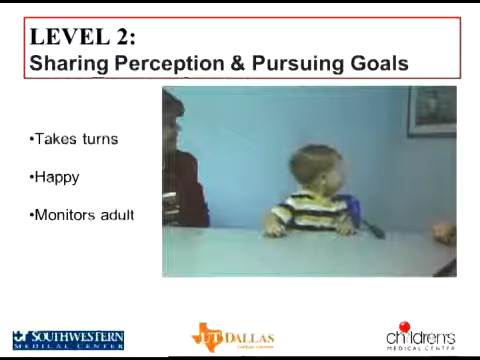 LEVEL 2:
Sharing Perception & Pursuing Goals
•Takes turns
•Happy
•Monitors adult
SOUTHWESTERN
MEDICAL CENTER
UT DALLAS
children's
MEDICAL CENTER